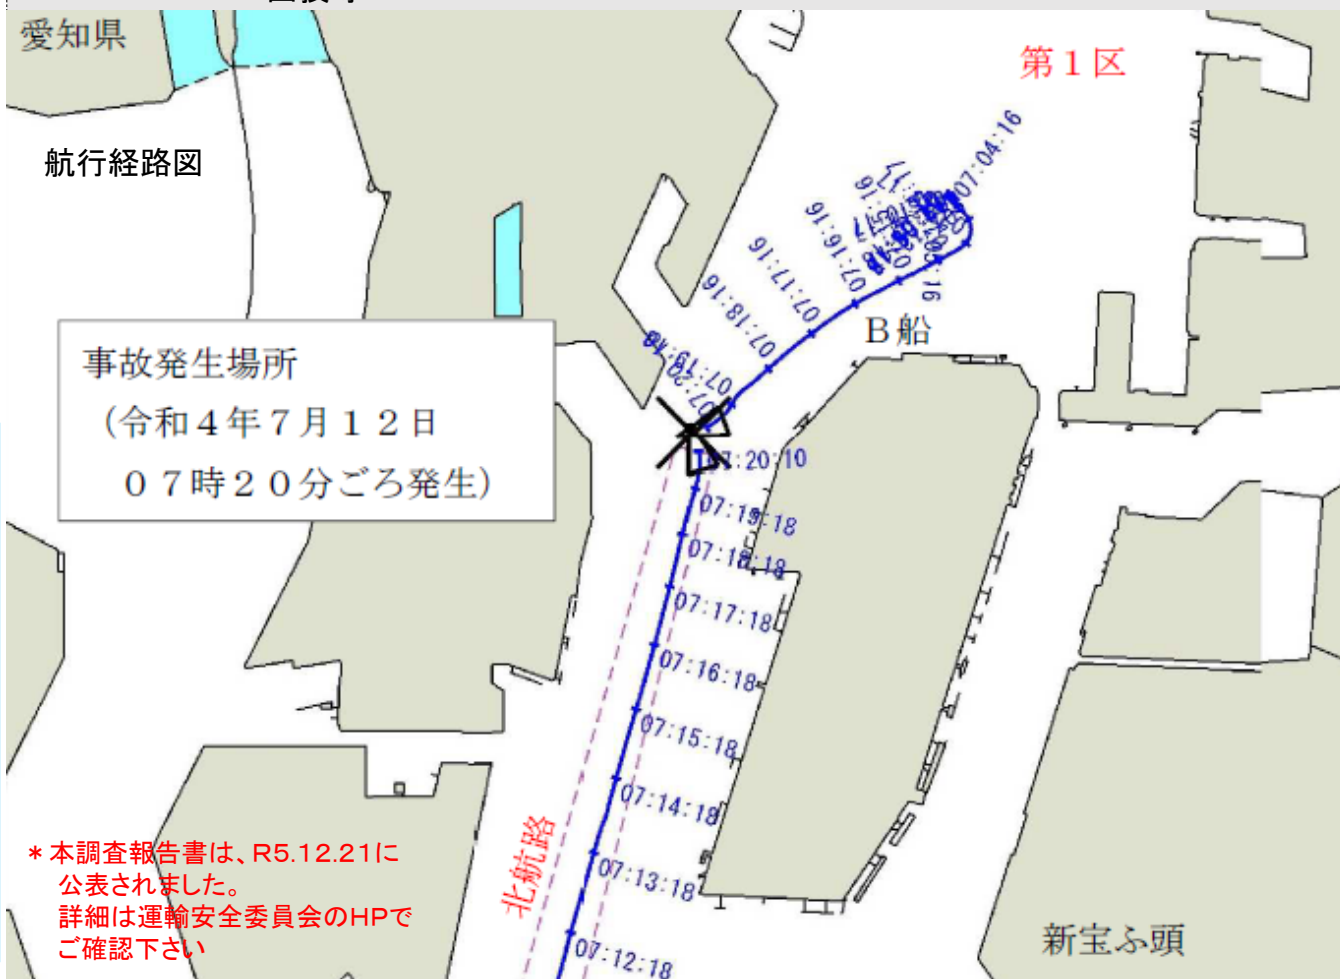 愛知県
第1区
航行経路図
07:04:16
07:16:16
07:17:16
07:18:16
B船
事故発生場所
(令和4年7月12日
07時20分ごろ発生)
07:20:10
07:19:18
07:18:18
07:17:18
07:16:18
07:15:18
07:14:18
07:13:18
07:12:18
北航路
新宝ふ頭
*本調査報告書は、R5.12.21に
公表されました。
詳細は運輸安全委員会のHPで
ご確認下さい